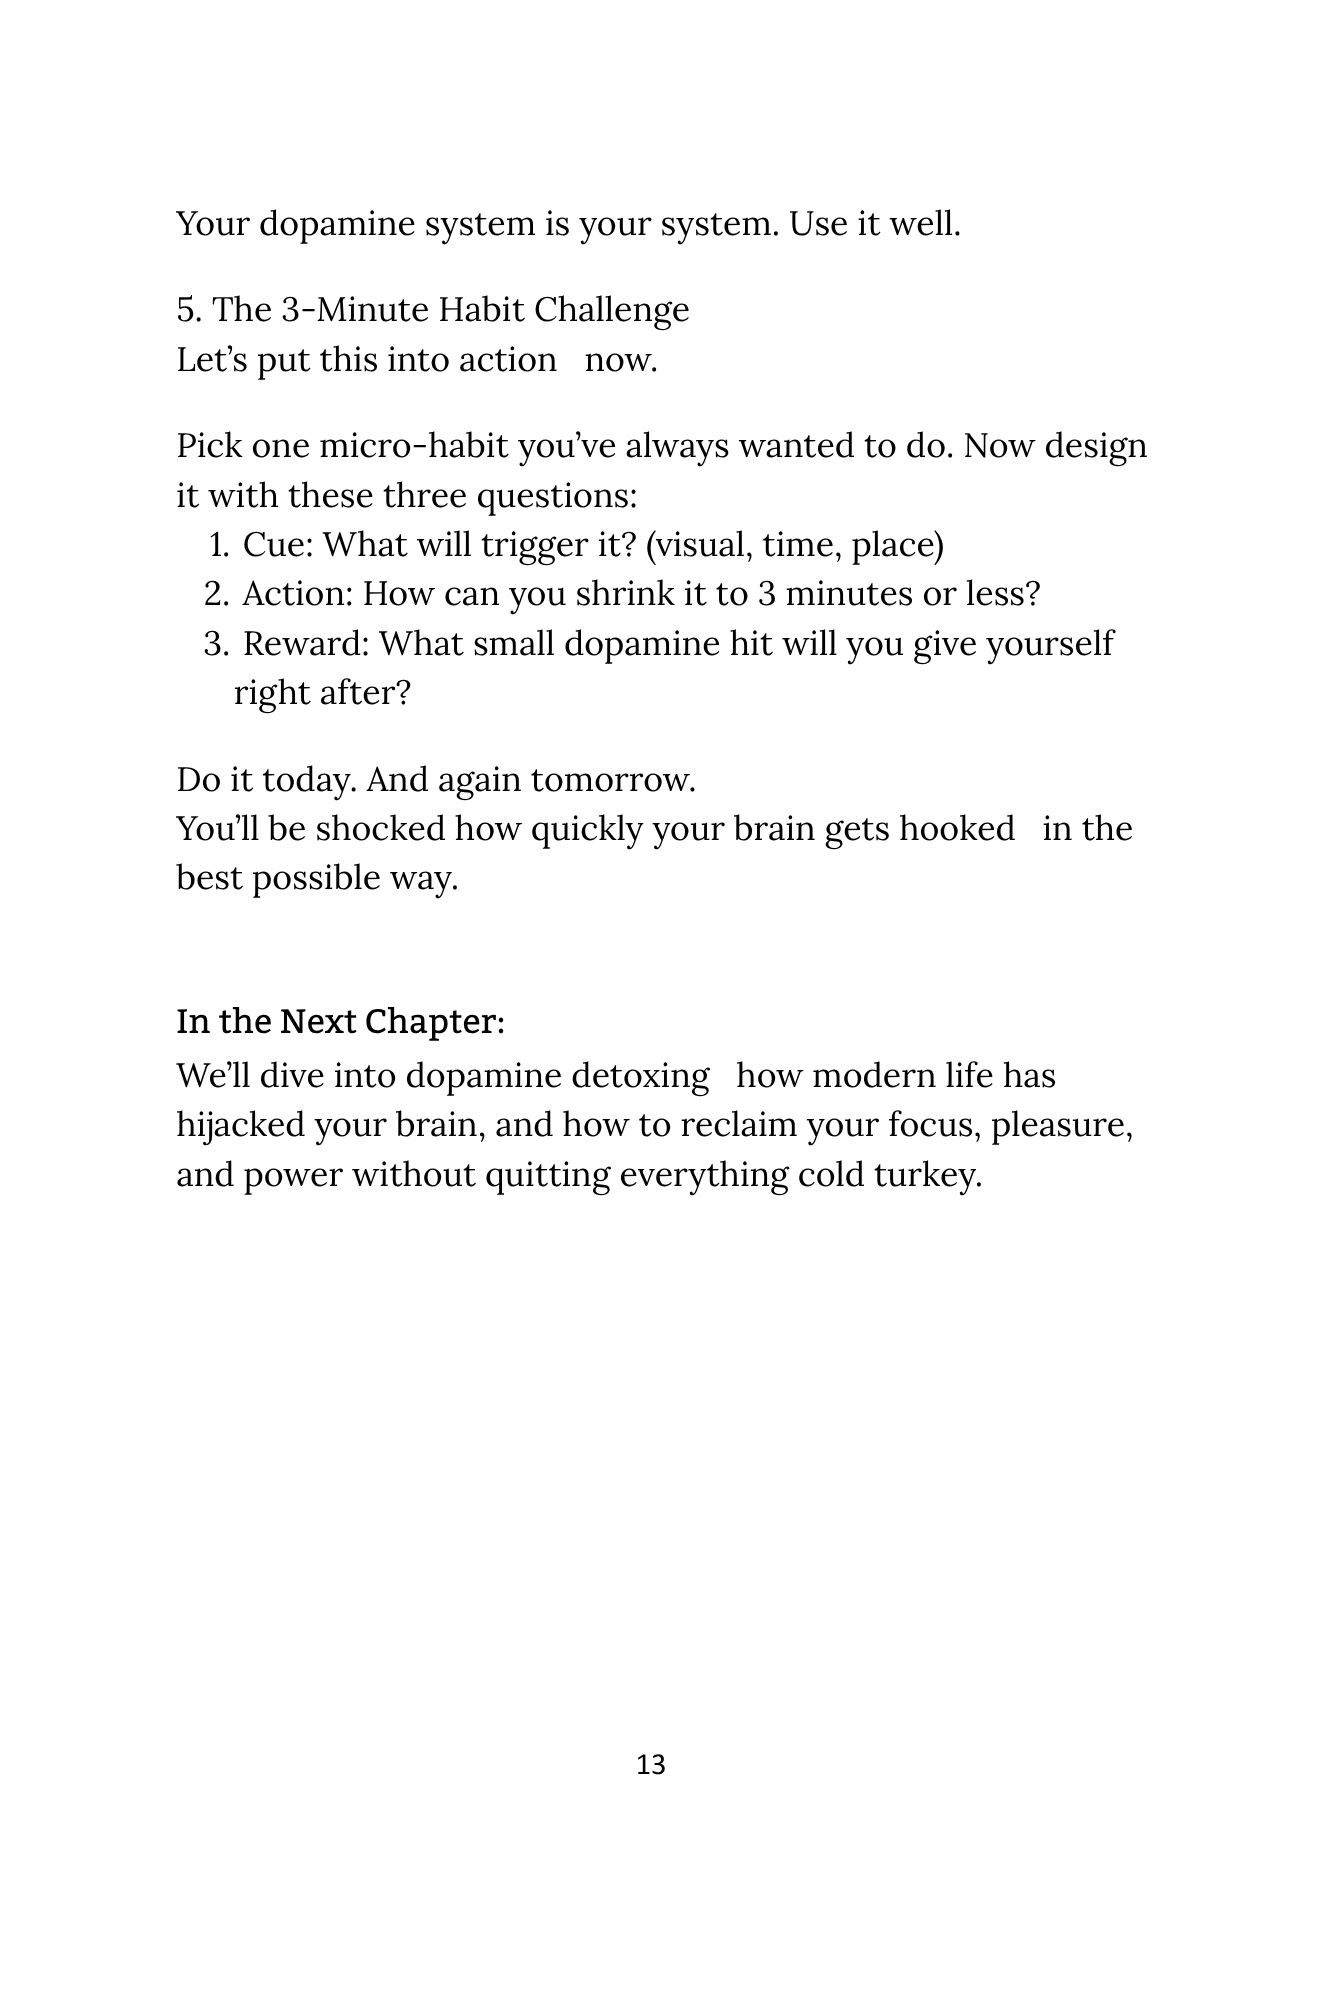 Your dopamine system is your system. Use it well.
5. The 3-Minute Habit Challenge
Let’s put this into action   now.
Pick one micro-habit you’ve always wanted to do. Now design
it with these three questions:
1. Cue: What will trigger it? (visual, time, place)
2. Action: How can you shrink it to 3 minutes or less?
3. Reward: What small dopamine hit will you give yourself
right after?
Do it today. And again tomorrow.
You’ll be shocked how quickly your brain gets hooked   in the
best possible way.
In the Next Chapter:
We’ll dive into dopamine detoxing   how modern life has
hijacked your brain, and how to reclaim your focus, pleasure,
and power without quitting everything cold turkey.
13